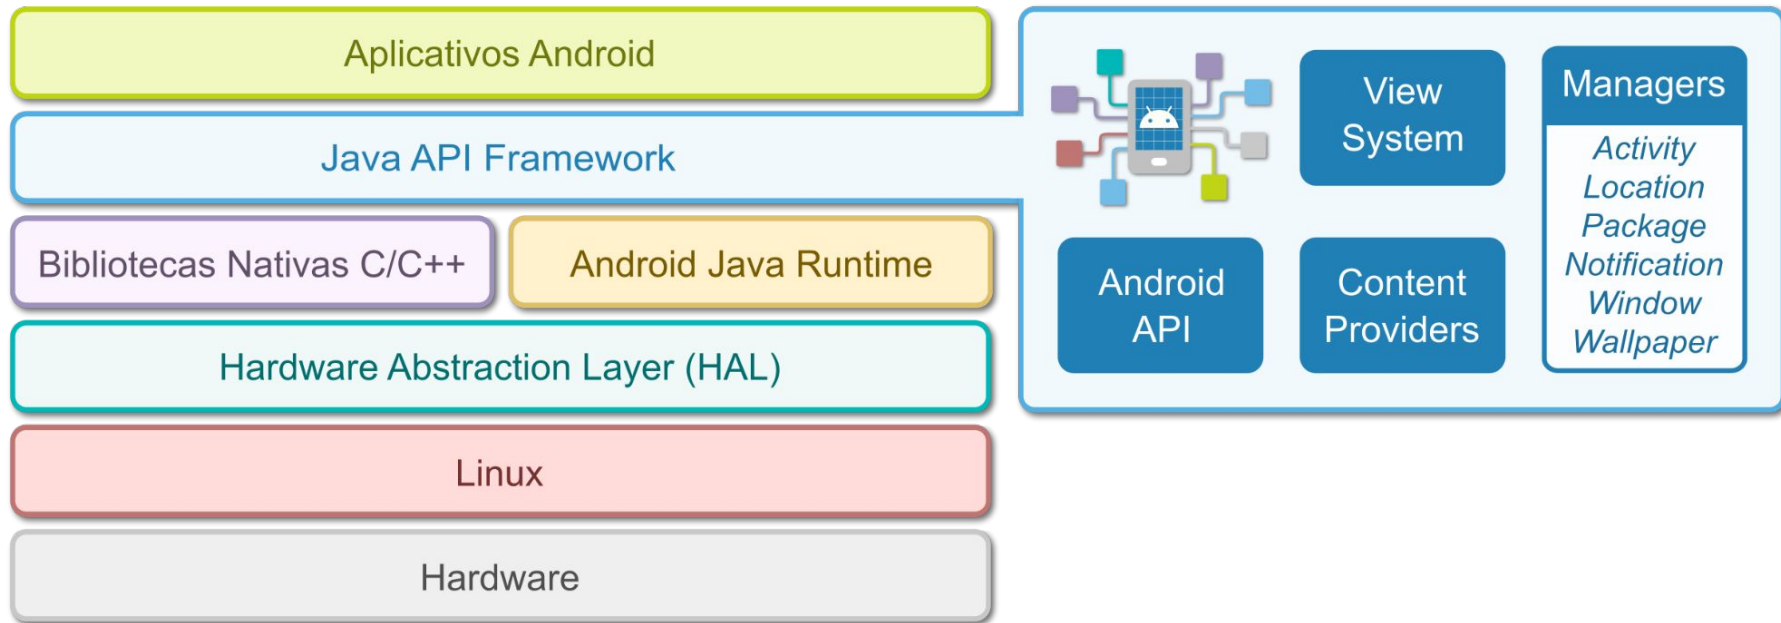 Aplicativos Android
Java API Framework
Bibliotecas Nativas C/C++
Android Java Runtime
Hardware Abstraction Layer (HAL)
Linux
Hardware
View
System
Android
API
Content
Providers
Managers
Activity
Location
Package
Notification
Window
Wallpaper